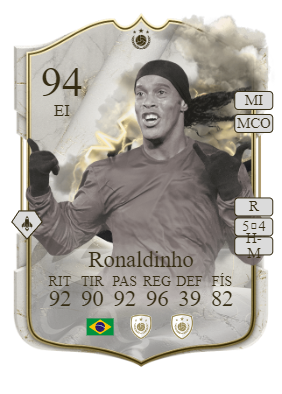 94
EI
MI
MCO
R
5▯4
H-
M
Ronaldinho
RIT TIR PAS REG DEF FÍS
92 90 92 96 39 82